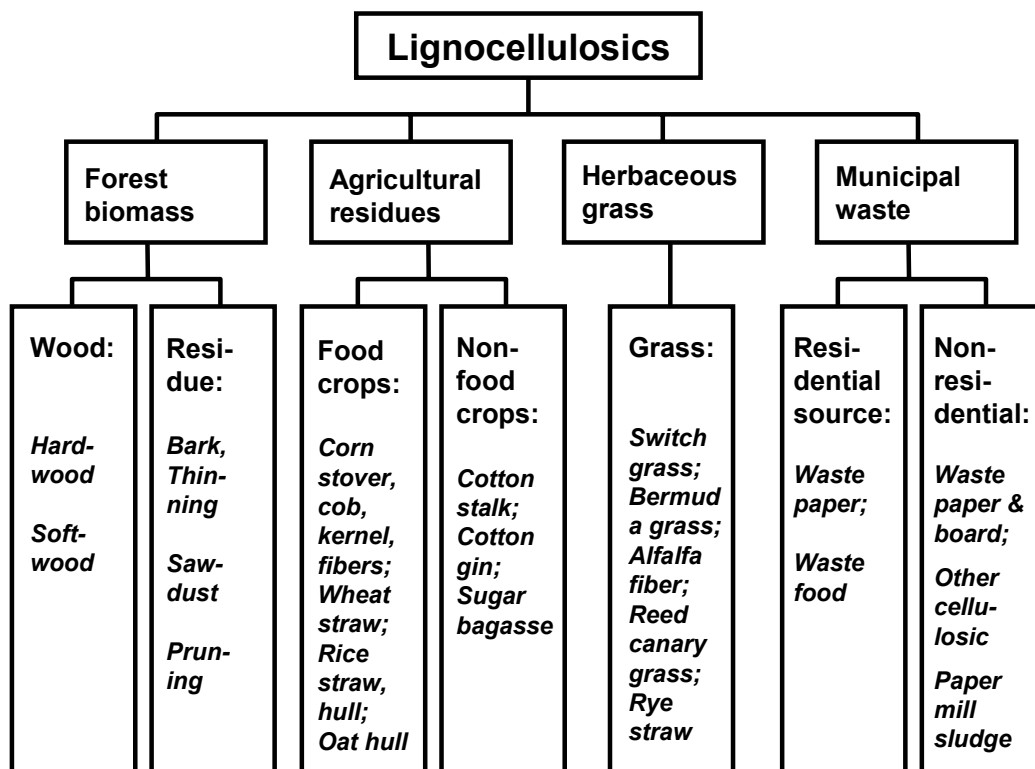 Lignocellulosics
Forest
biomass
Agricultural
residues
Herbaceous
grass
Municipal
waste
Wood:
Hard-
wood
Soft-
wood
Resi-
due:
Bark,
Thin-
ning
Saw-
dust
Prun-
ing
Food
crops:
Corn
stover,
cob,
kernel,
fibers;
Wheat
straw;
Rice
straw,
hull;
Oat hull
Non-
food
crops:
Cotton
stalk;
Cotton
gin;
Sugar
bagasse
Grass:
Switch
grass;
Bermud
a grass;
Alfalfa
fiber;
Reed
canary
grass;
Rye
straw
Resi-
dential
source:
Waste
paper;
Waste
food
Non-
resi-
dential:
Waste
paper &
board;
Other
cellu-
losic
Paper
mill
sludge